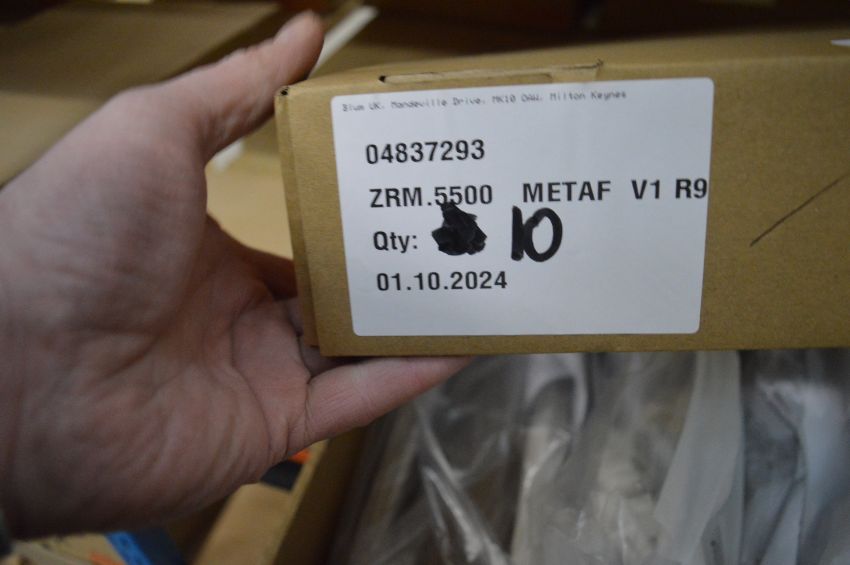 Blum UK, Mandeville Drive, MK10 0AW, Milton Keynes
04837293
ZRM.5500 METAF V1 R9
Qty: 10
01.10.2024